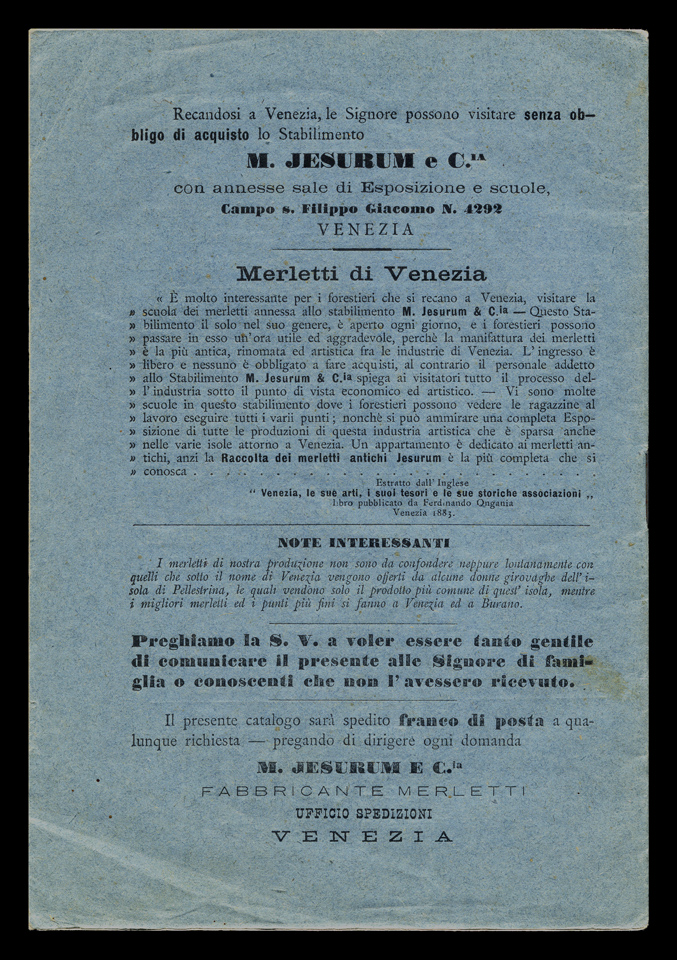 Recandosi a Venezia, le Signore possono visitare senza ob—
bligo di acquisto lo Stabilimento
M. JESURUM e C.IA
con annesse sale di Esposizione e scuole,
Campo s. Filippo Giacomo N. 4292
VENEZIA
Merletti di Venezia
« È molto interessante per i forestieri che si recano a Venezia, visitare la
» scuola dei merletti annessa allo stabilimento M. Jesurum & C.ia — Questo Sta-
» bilimento il solo nel suo genere, è aperto ogni giorno, e i forestieri possono
» passare in esso un'ora utile ed aggradevole, perchè la manifattura dei merletti
» è la più antica, rinomata ed artistica fra le industrie di Venezia. L'ingresso è
» libero e nessuno è obbligato a fare acquisti, al contrario il personale addetto
» allo Stabilimento M. Jesurum & C.ia spiega ai visitatori tutto il processo del-
» l'industria sotto il punto di vista economico ed artistico. — Vi sono molte
» scuole in questo stabilimento dove i forestieri possono vedere le ragazzine al
» lavoro eseguire tutti i varii punti; nonchè si può ammirare una completa Espo-
» sizione di tutte le produzioni di questa industria artistica che è sparsa anche
» nelle varie isole attorno a Venezia. Un appartamento è dedicato ai merletti an-
» tichi, anzi la Raccolta dei merletti antichi Jesurum è la più completa che si
» conosca . . . . . . . . . . . . . . . . . . . . . .
Estratto dall'Inglese
“ Venezia, le sue arti, i suoi tesori e le sue storiche associazioni „
libro pubblicato da Ferdinando Ongania
Venezia 1883.
NOTE INTERESSANTI
I merletti di nostra produzione non sono da confondere neppure lontanamente con
quelli che sotto il nome di Venezia vengono offerti da alcune donne girovaghe dell'i-
sola di Pellestrina, le quali vendono solo il prodotto più comune di quest'isola, mentre
i migliori merletti ed i punti più fini si fanno a Venezia ed a Burano.
Preghiamo la S. V. a voler essere tanto gentile
di comunicare il presente alle Signore di fami-
glia o conoscenti che non l'avessero ricevuto.
Il presente catalogo sarà spedito franco di posta a qua-
lunque richiesta — pregando di dirigere ogni domanda
M. JESURUM E C.ia
FABBRICANTE MERLETTI
UFFICIO SPEDIZIONI
VENEZIA